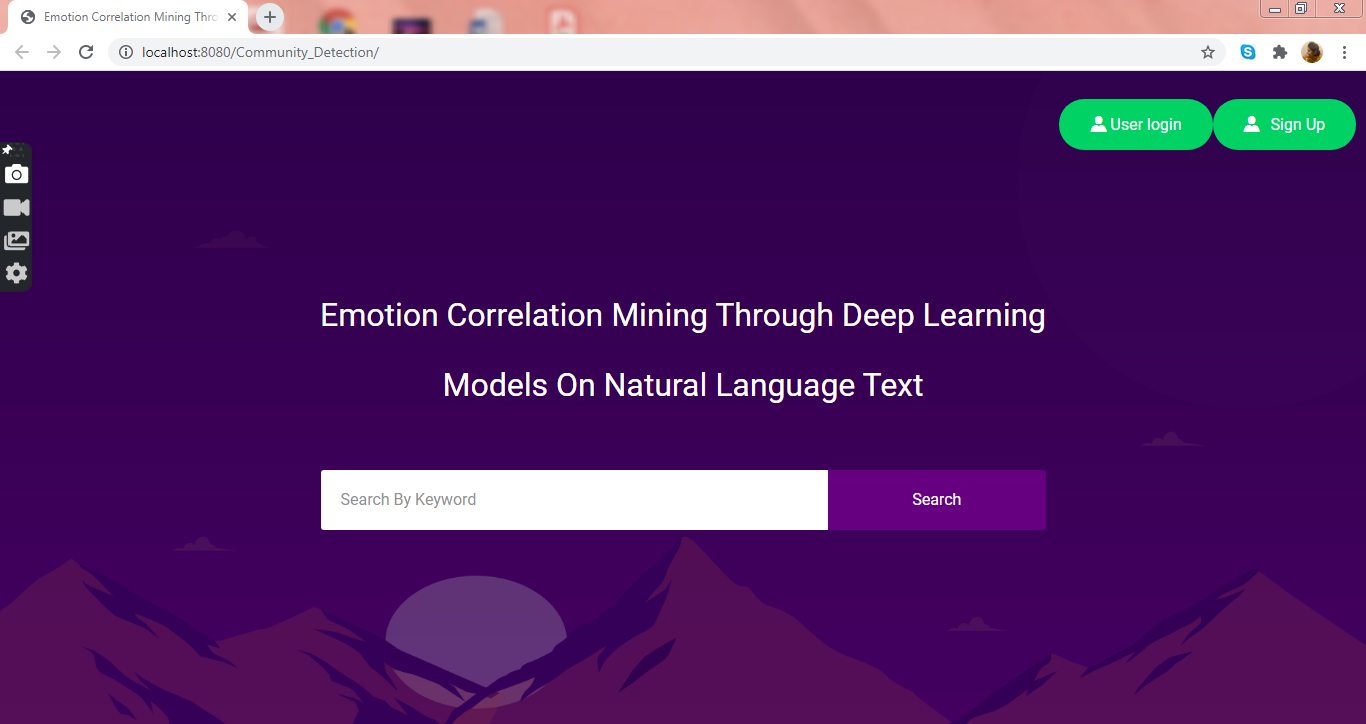 Emotion Correlation Mining Thro
localhost:8080/Community_Detection/
User login
Sign Up
Emotion Correlation Mining Through Deep Learning
Models On Natural Language Text
Search By Keyword
Search